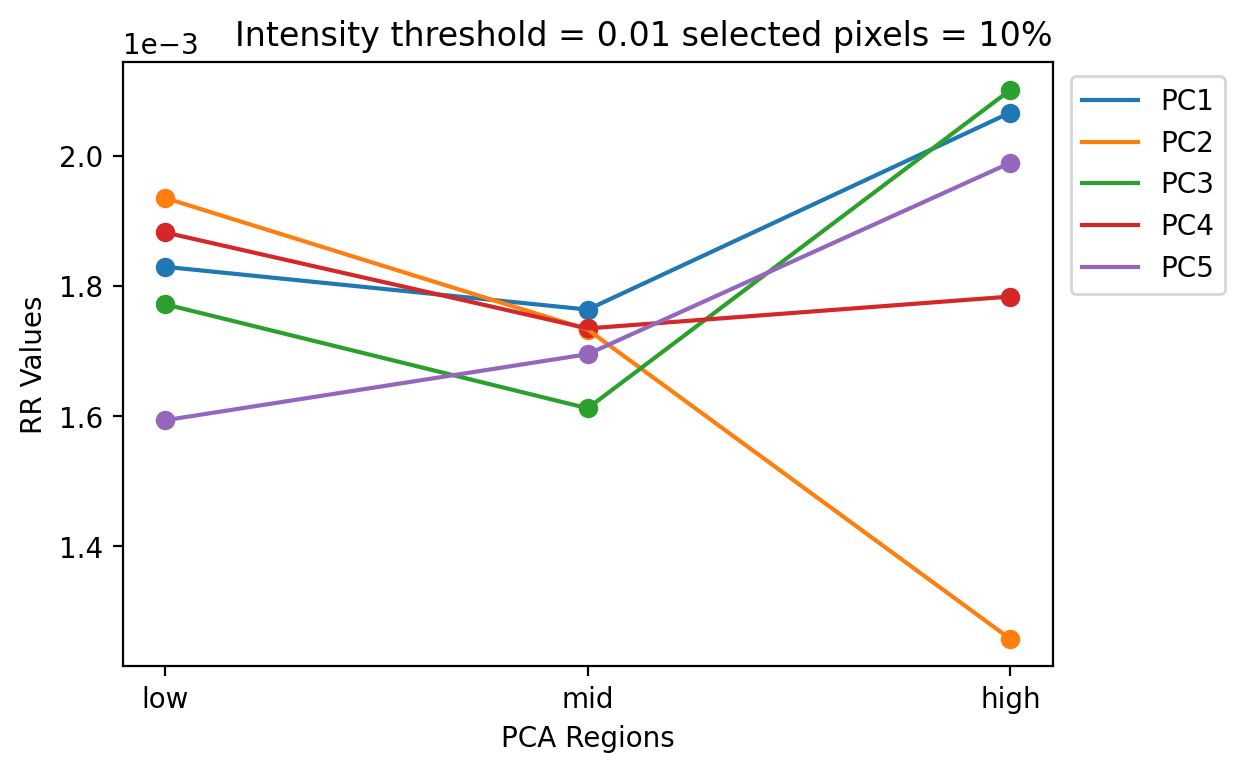 1e−3
Intensity threshold = 0.01 selected pixels = 10%
2.0
1.8
1.6
1.4
RR Values
low
mid
high
PCA Regions
PC1
PC2
PC3
PC4
PC5